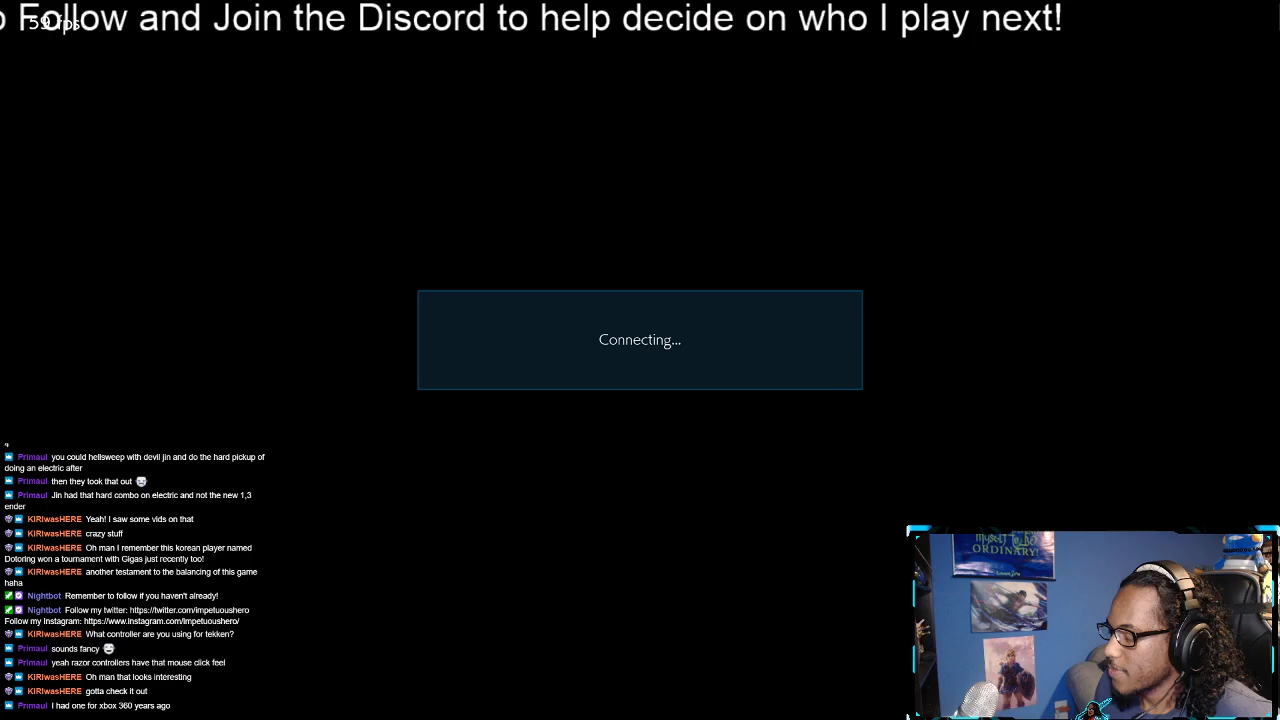 o Follow and Join the Discord to help decide on who I play next!
59 fps
Connecting...
Primaul you could hellsweep with devil jin and do the hard pickup of
doing an electric after
Primaul then they took that out
Primaul Jin had that hard combo on electric and not the new 1,3
ender
KIRIwasHERE Yeah! I saw some vids on that
KIRIwasHERE crazy stuff
KIRIwasHERE Oh man I remember this korean player named
Dotoring won a tournament with Gigas just recently too!
KIRIwasHERE another testament to the balancing of this game
haha
Nightbot Remember to follow if you haven't already!
Nightbot Follow my twitter: https://twitter.com/impetuoushero
Follow my Instagram: https://www.instagram.com/impetuoushero/
KIRIwasHERE What controller are you using for tekken?
Primaul sounds fancy
Primaul yeah razor controllers have that mouse click feel
KIRIwasHERE Oh man that looks interesting
KIRIwasHERE gotta check it out
Primaul I had one for xbox 360 years ago
myself to BO
ORDINARY!